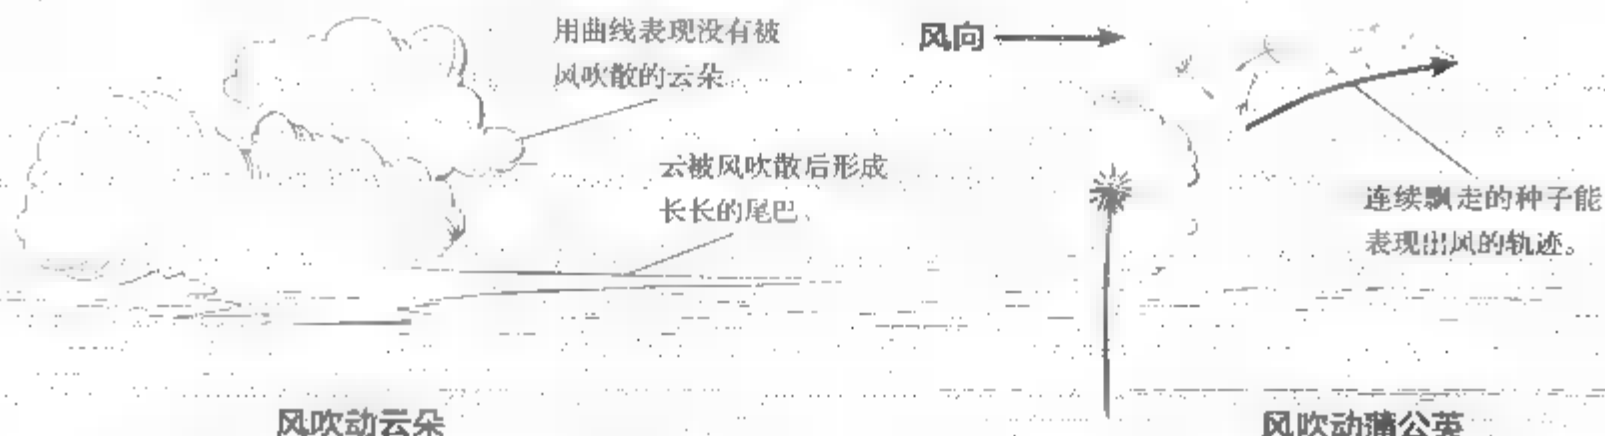 用曲线表现没有被
风吹散的云朵。
云被风吹散后形成
长长的尾巴、
风吹动云朵
风向
连续飘走的种子能
表现出风的轨迹。
风吹动蒲公英